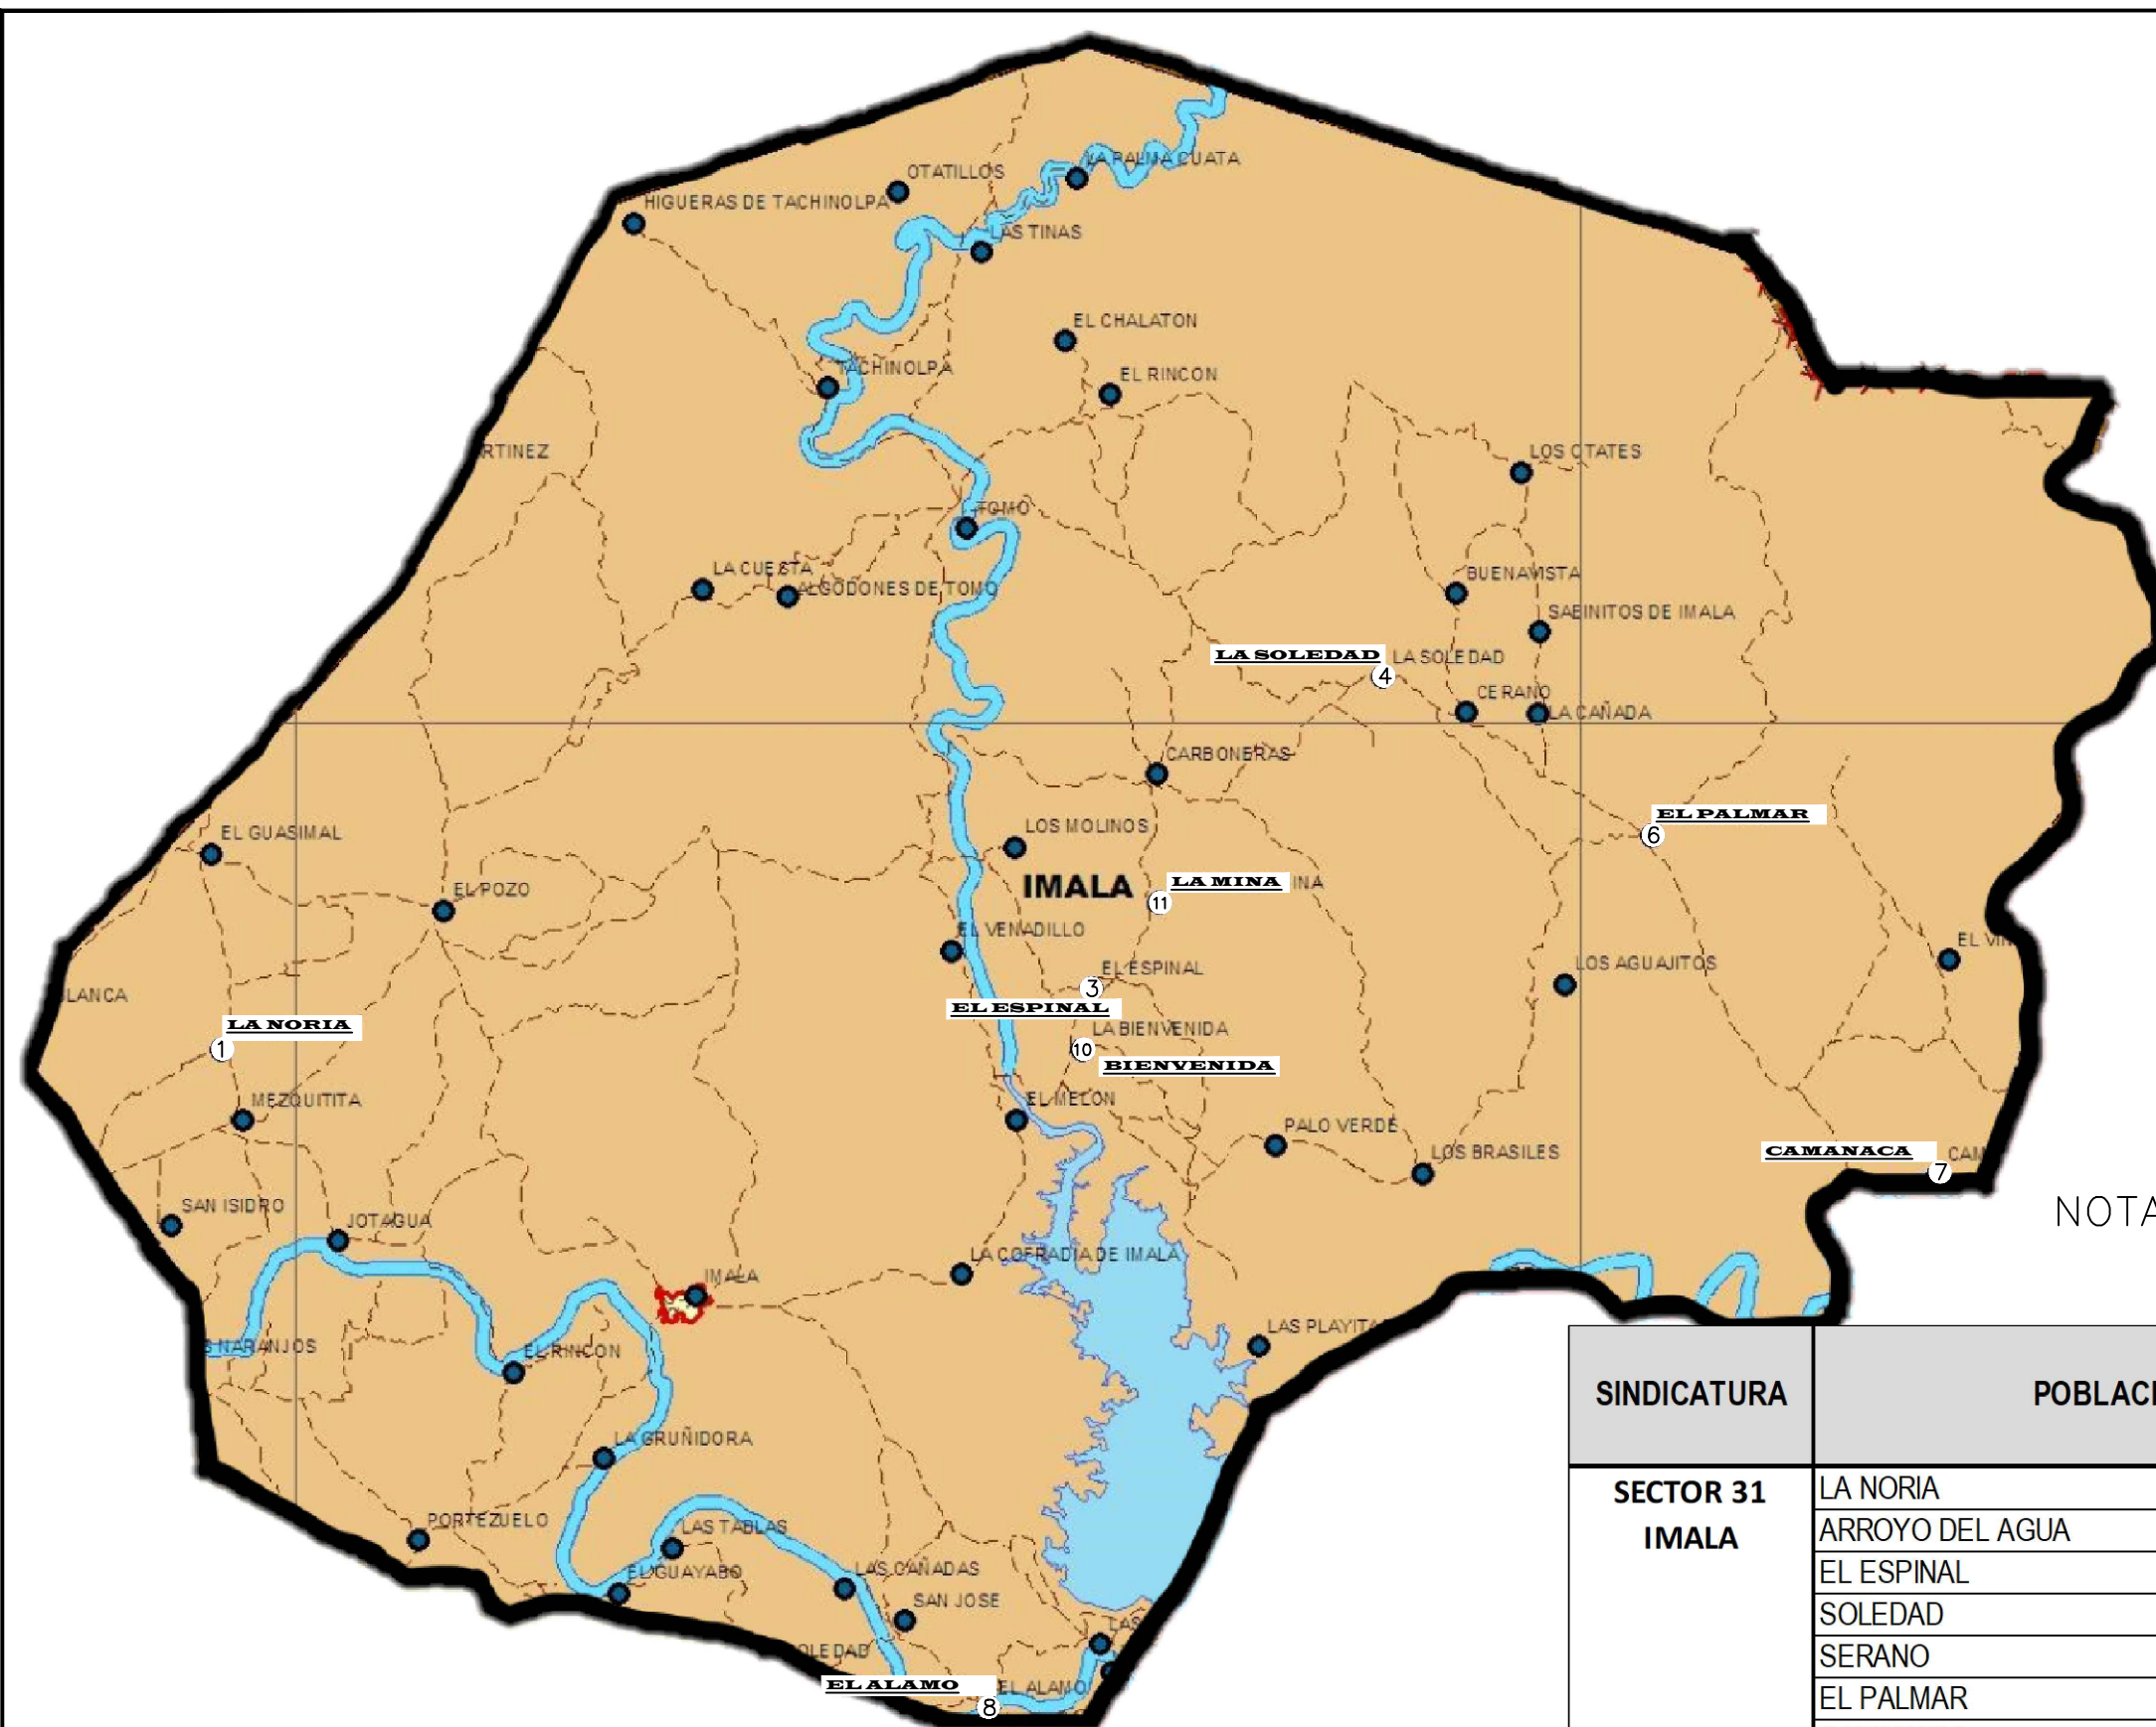 LA PALMA CUATA
OTATILLOS
HIGUERAS DE TACHINOLPA
LAS TINAS
EL CHALATON
TACHINOLPA
EL RINCON
RTINEZ
LOS OTATES
TOMO
LA CUESTA
ALGODONES DE TOMO
BUENAVISTA
SABINITOS DE IMALA
LA SOLEDAD
LA SOLEDAD
4
CERANO
LA CAÑADA
CARBONERAS
EL PALMAR
6
EL GUASIMAL
LOS MOLINOS
IMALA
LA MINA
INA
11
EL POZO
EL VENADILLO
EL VIN
LOS AGUAJITOS
EL ESPINAL
3
LANCA
EL ESPINAL
LA NORIA
1
LA BIENVENIDA
10
BIENVENIDA
MEZQUITITA
EL MELON
PALO VERDE
LOS BRASILES
CAMANACA
CAM
7
NOTA
SAN ISIDRO
JOTAGUA
LA COFRADIA DE IMALA
IMALA
LAS PLAYITA
S NARANJOS
EL RINCON
LA GRUÑIDORA
PORTEZUELO
LAS TABLAS
EL GUAYABO
LAS CAÑADAS
SAN JOSE
LAS
OLEDAD
EL ALAMO
EL ALAMO
8
SINDICATURA
POBLACI
SECTOR 31
IMALA
LA NORIA
ARROYO DEL AGUA
EL ESPINAL
SOLEDAD
SERANO
EL PALMAR